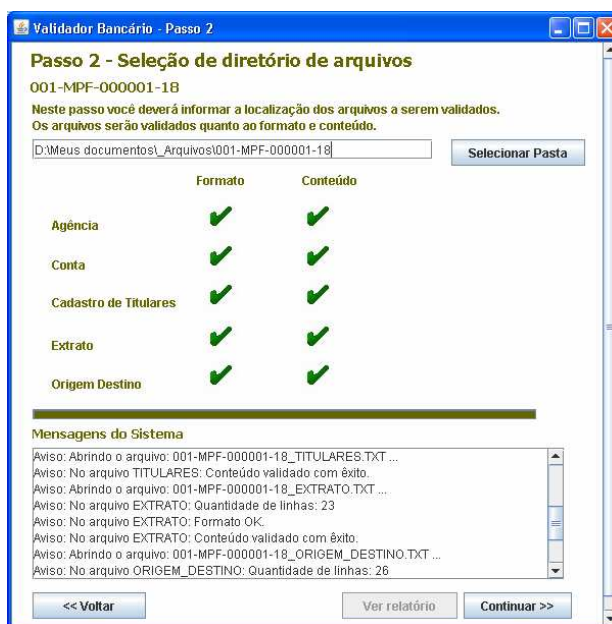 Validador Bancário - Passo 2
Passo 2 - Seleção de diretório de arquivos
001-MPF-000001-18
Neste passo você deverá informar a localização dos arquivos a serem validados.
Os arquivos serão validados quanto ao formato e conteúdo.
D:\Meus documentos\_Arquivos\001-MPF-000001-18
Selecionar Pasta
Formato Conteúdo
Agência
Conta
Cadastro de Titulares
Extrato
Origem Destino
Mensagens do Sistema
Aviso: Abrindo o arquivo: 001-MPF-000001-18_TITULARES.TXT ...
Aviso: No arquivo TITULARES: Conteúdo validado com êxito.
Aviso: Abrindo o arquivo: 001-MPF-000001-18_EXTRATO.TXT ...
Aviso: No arquivo EXTRATO: Quantidade de linhas: 23
Aviso: No arquivo EXTRATO: Formato OK.
Aviso: No arquivo EXTRATO: Conteúdo validado com êxito.
Aviso: Abrindo o arquivo: 001-MPF-000001-18_ORIGEM_DESTINO.TXT ...
Aviso: No arquivo ORIGEM_DESTINO: Quantidade de linhas: 26
<< Voltar Ver relatório Continuar >>